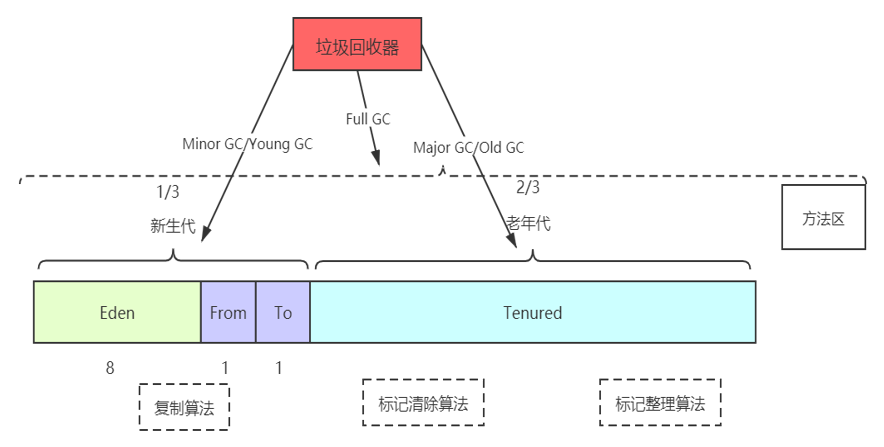 垃圾回收器
Full GC
Minor GC/Young GC
Major GC/Old GC
1/3
2/3
新生代
老年代
方法区
Eden
From
To
Tenured
8
1
1
复制算法
标记清除算法
标记整理算法